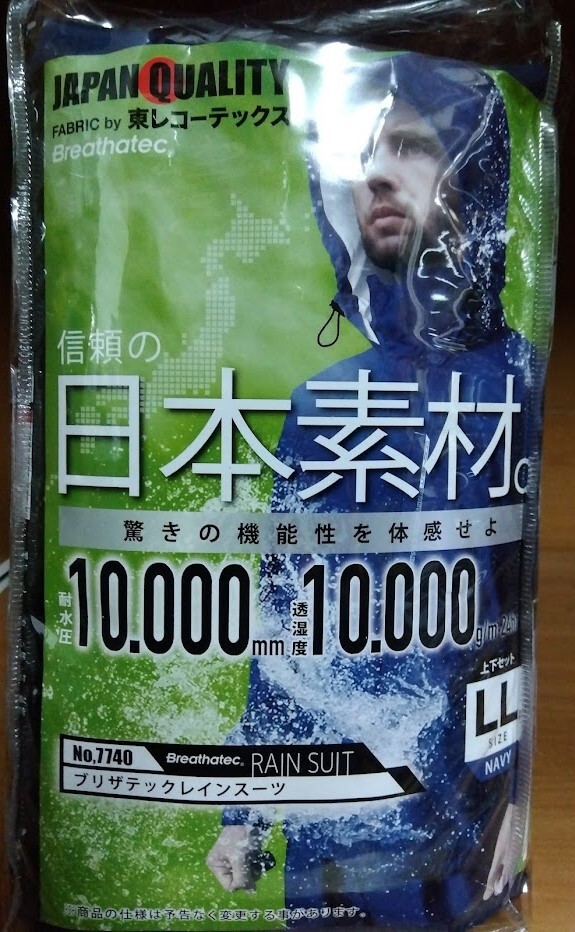 JAPAN QUALITY
FABRIC by 東レコーテックス
Breathatec®
信頼の
日本素材。
驚きの機能性を体感せよ
耐水圧 10.000mm 透湿度 10.000g/m²·24h
上下セット
LL
SIZE
NAVY
No,7740 Breathatec® RAIN SUIT
ブリザテックレインスーツ
※商品の仕様は予告なく変更する事があります。